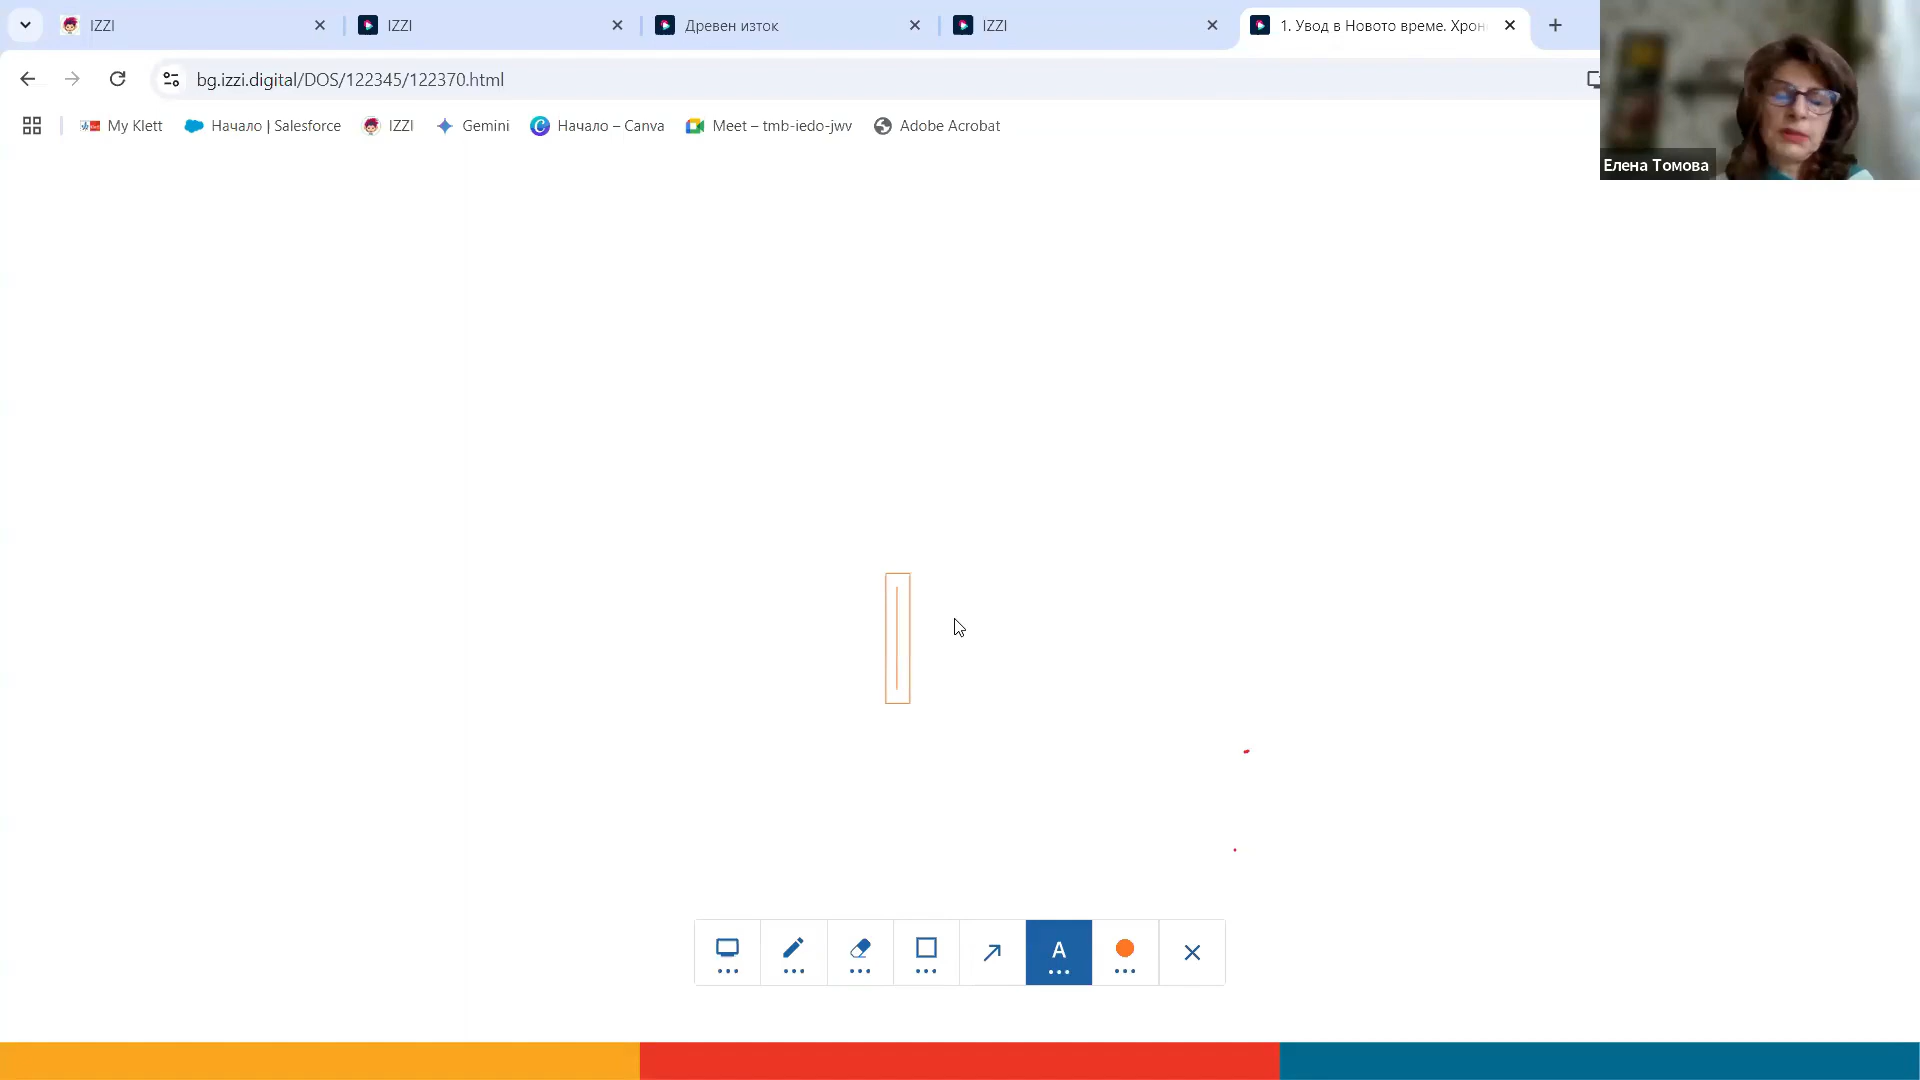 IZZI
IZZI
Древен изток
IZZI
1. Увод в Новото време. Хрон
bg.izzi.digital/DOS/122345/122370.html
My Klett
Начало | Salesforce
IZZI
Gemini
Начало – Canva
Meet – tmb-iedo-jwv
Adobe Acrobat
Елена Томова
A